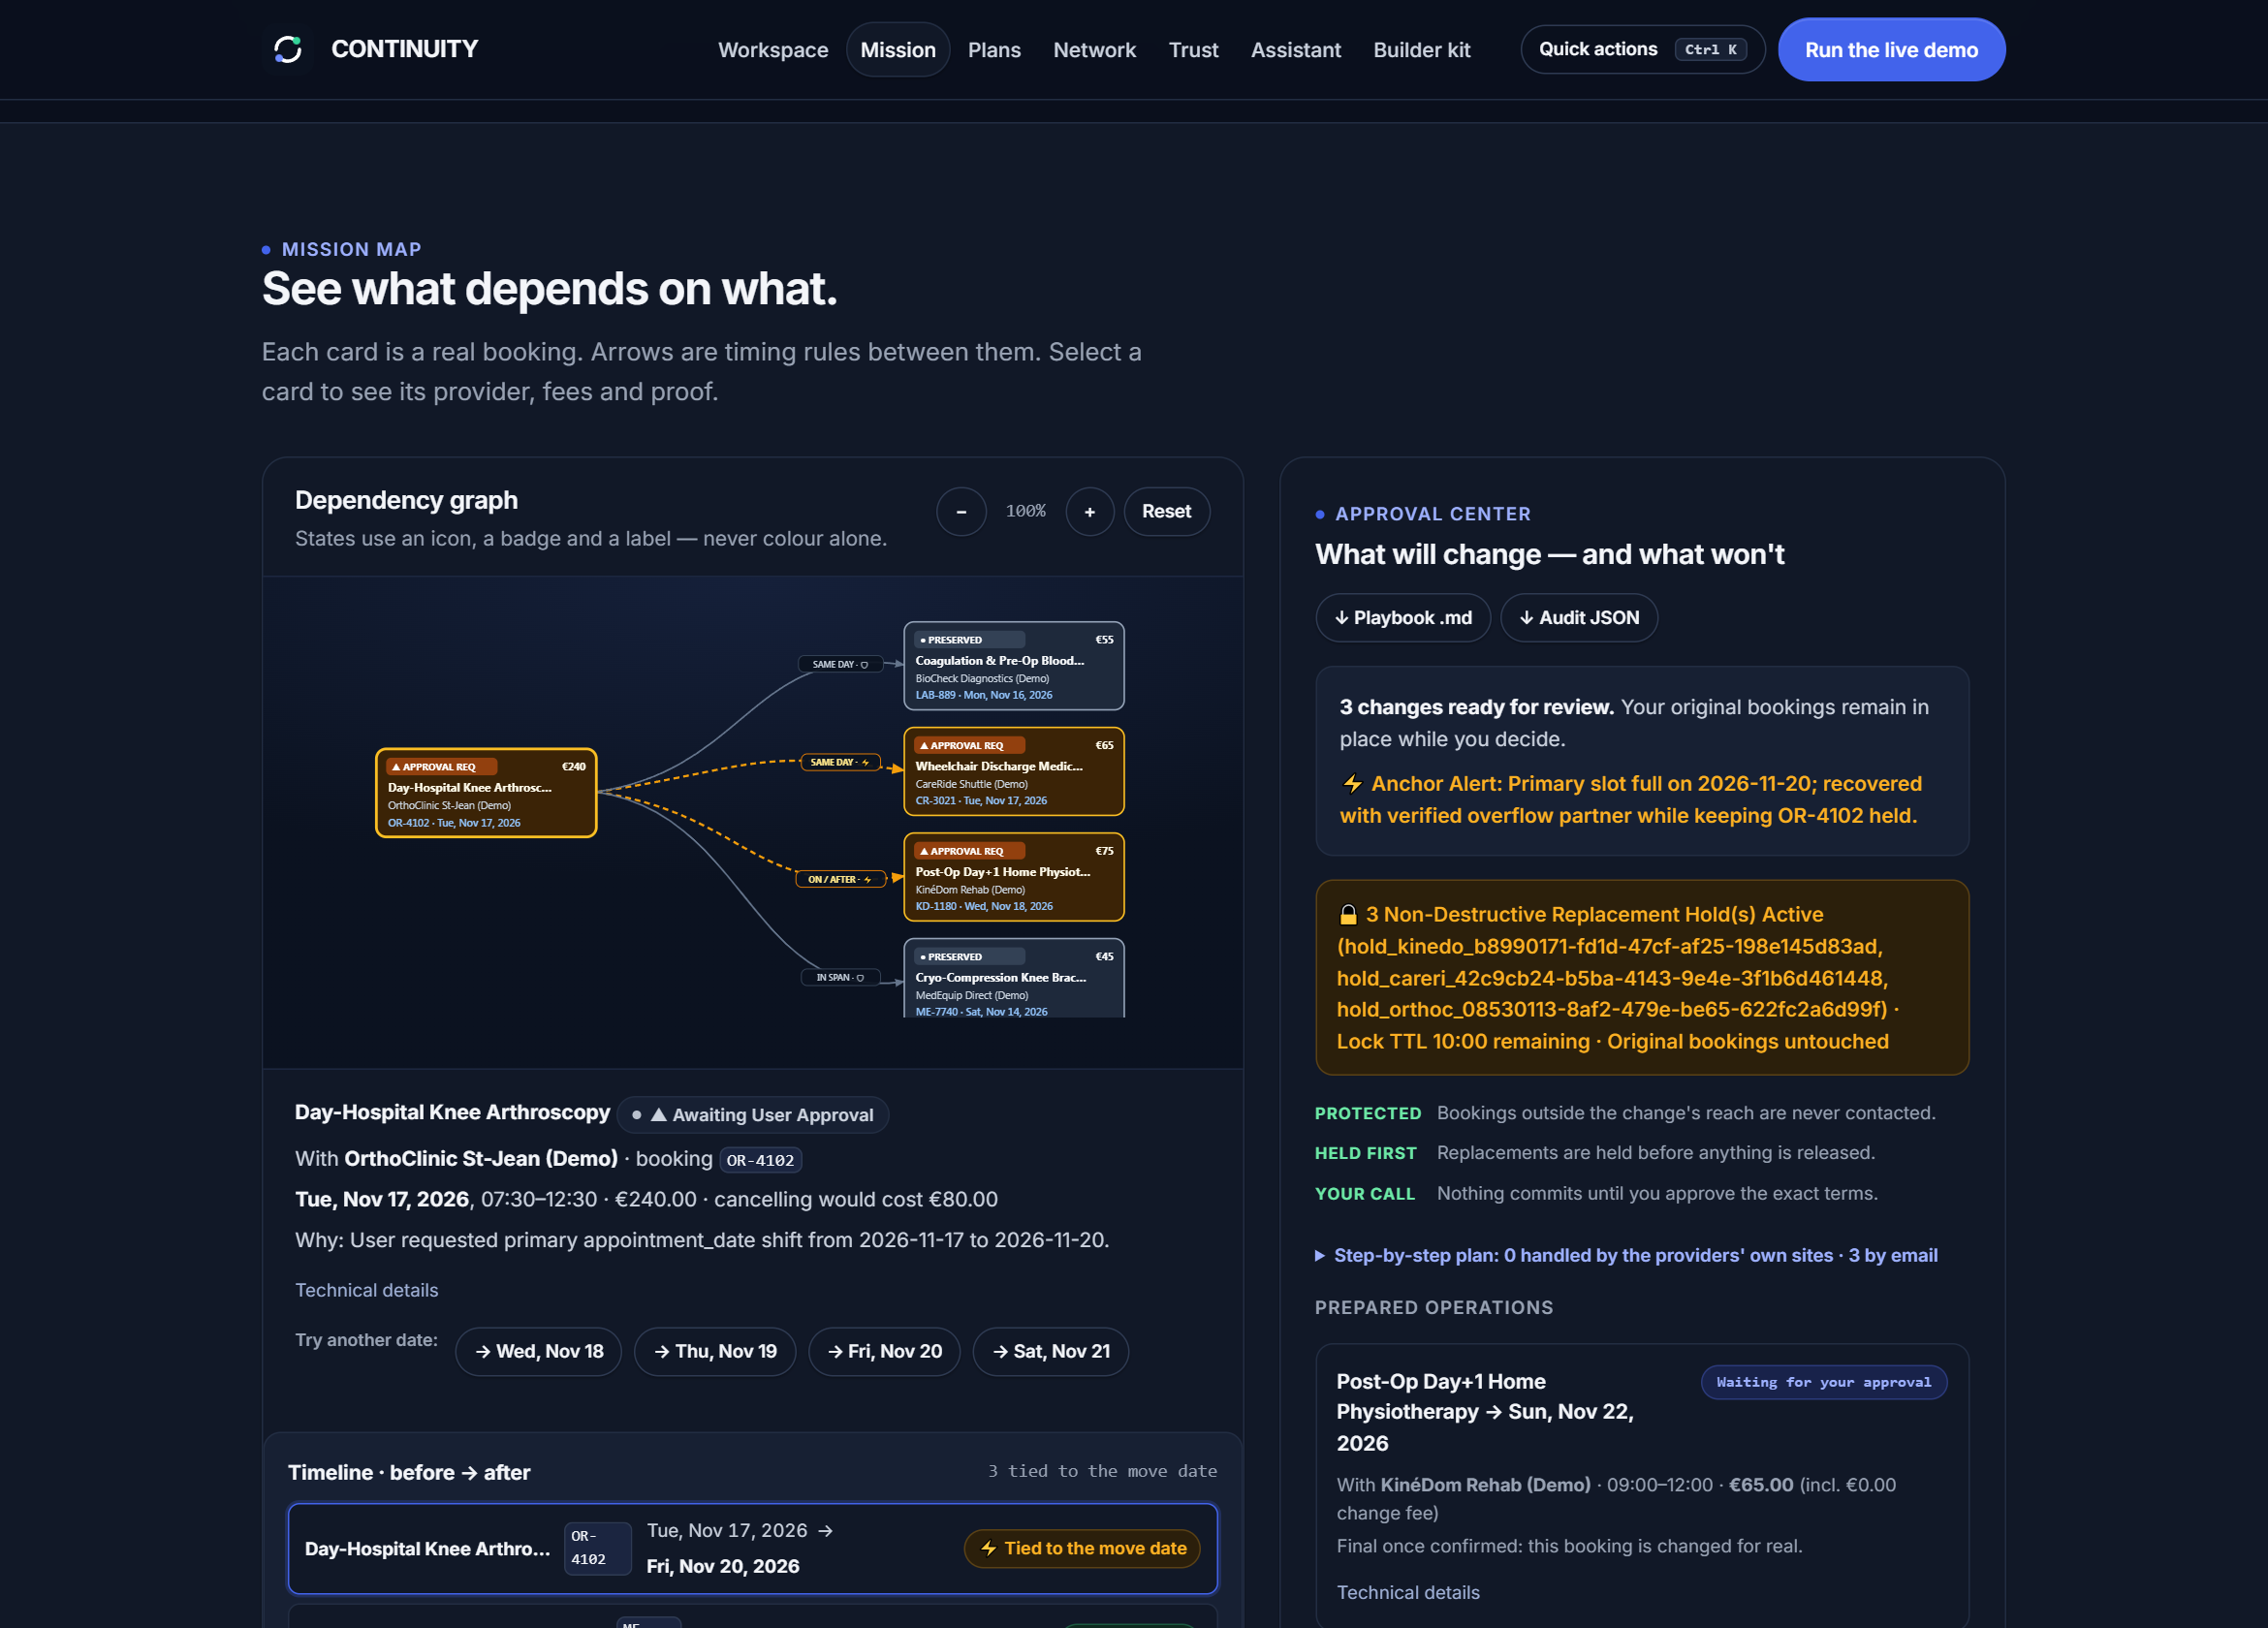 CONTINUITY
Workspace Mission Plans Network Trust Assistant Builder kit
Quick actions Ctrl K
Run the live demo
MISSION MAP
See what depends on what.
Each card is a real booking. Arrows are timing rules between them. Select a
card to see its provider, fees and proof.
Dependency graph
States use an icon, a badge and a label — never colour alone.
− 100% + Reset
▲ APPROVAL REQ €240
Day-Hospital Knee Arthrosc...
OrthoClinic St-Jean (Demo)
OR-4102 · Tue, Nov 17, 2026
SAME DAY ·
SAME DAY · ⚡
ON / AFTER · ⚡
IN SPAN ·
● PRESERVED €55
Coagulation & Pre-Op Blood...
BioCheck Diagnostics (Demo)
LAB-889 · Mon, Nov 16, 2026
▲ APPROVAL REQ €65
Wheelchair Discharge Medic...
CareRide Shuttle (Demo)
CR-3021 · Tue, Nov 17, 2026
▲ APPROVAL REQ €75
Post-Op Day+1 Home Physiot...
KinéDom Rehab (Demo)
KD-1180 · Wed, Nov 18, 2026
● PRESERVED €45
Cryo-Compression Knee Brac...
MedEquip Direct (Demo)
ME-7740 · Sat, Nov 14, 2026
Day-Hospital Knee Arthroscopy ● ▲ Awaiting User Approval
With OrthoClinic St-Jean (Demo) · booking OR-4102
Tue, Nov 17, 2026, 07:30–12:30 · €240.00 · cancelling would cost €80.00
Why: User requested primary appointment_date shift from 2026-11-17 to 2026-11-20.
Technical details
Try another date: → Wed, Nov 18 → Thu, Nov 19 → Fri, Nov 20 → Sat, Nov 21
Timeline · before → after 3 tied to the move date
Day-Hospital Knee Arthro...
OR-
4102
Tue, Nov 17, 2026 →
Fri, Nov 20, 2026
⚡ Tied to the move date
APPROVAL CENTER
What will change — and what won't
↓ Playbook .md ↓ Audit JSON
3 changes ready for review. Your original bookings remain in
place while you decide.
⚡ Anchor Alert: Primary slot full on 2026-11-20; recovered
with verified overflow partner while keeping OR-4102 held.
🔒 3 Non-Destructive Replacement Hold(s) Active
(hold_kinedo_b8990171-fd1d-47cf-af25-198e145d83ad,
hold_careri_42c9cb24-b5ba-4143-9e4e-3f1b6d461448,
hold_orthoc_08530113-8af2-479e-be65-622fc2a6d99f) ·
Lock TTL 10:00 remaining · Original bookings untouched
PROTECTED Bookings outside the change's reach are never contacted.
HELD FIRST Replacements are held before anything is released.
YOUR CALL Nothing commits until you approve the exact terms.
▶ Step-by-step plan: 0 handled by the providers' own sites · 3 by email
PREPARED OPERATIONS
Post-Op Day+1 Home
Physiotherapy → Sun, Nov 22,
2026
Waiting for your approval
With KinéDom Rehab (Demo) · 09:00–12:00 · €65.00 (incl. €0.00
change fee)
Final once confirmed: this booking is changed for real.
Technical details